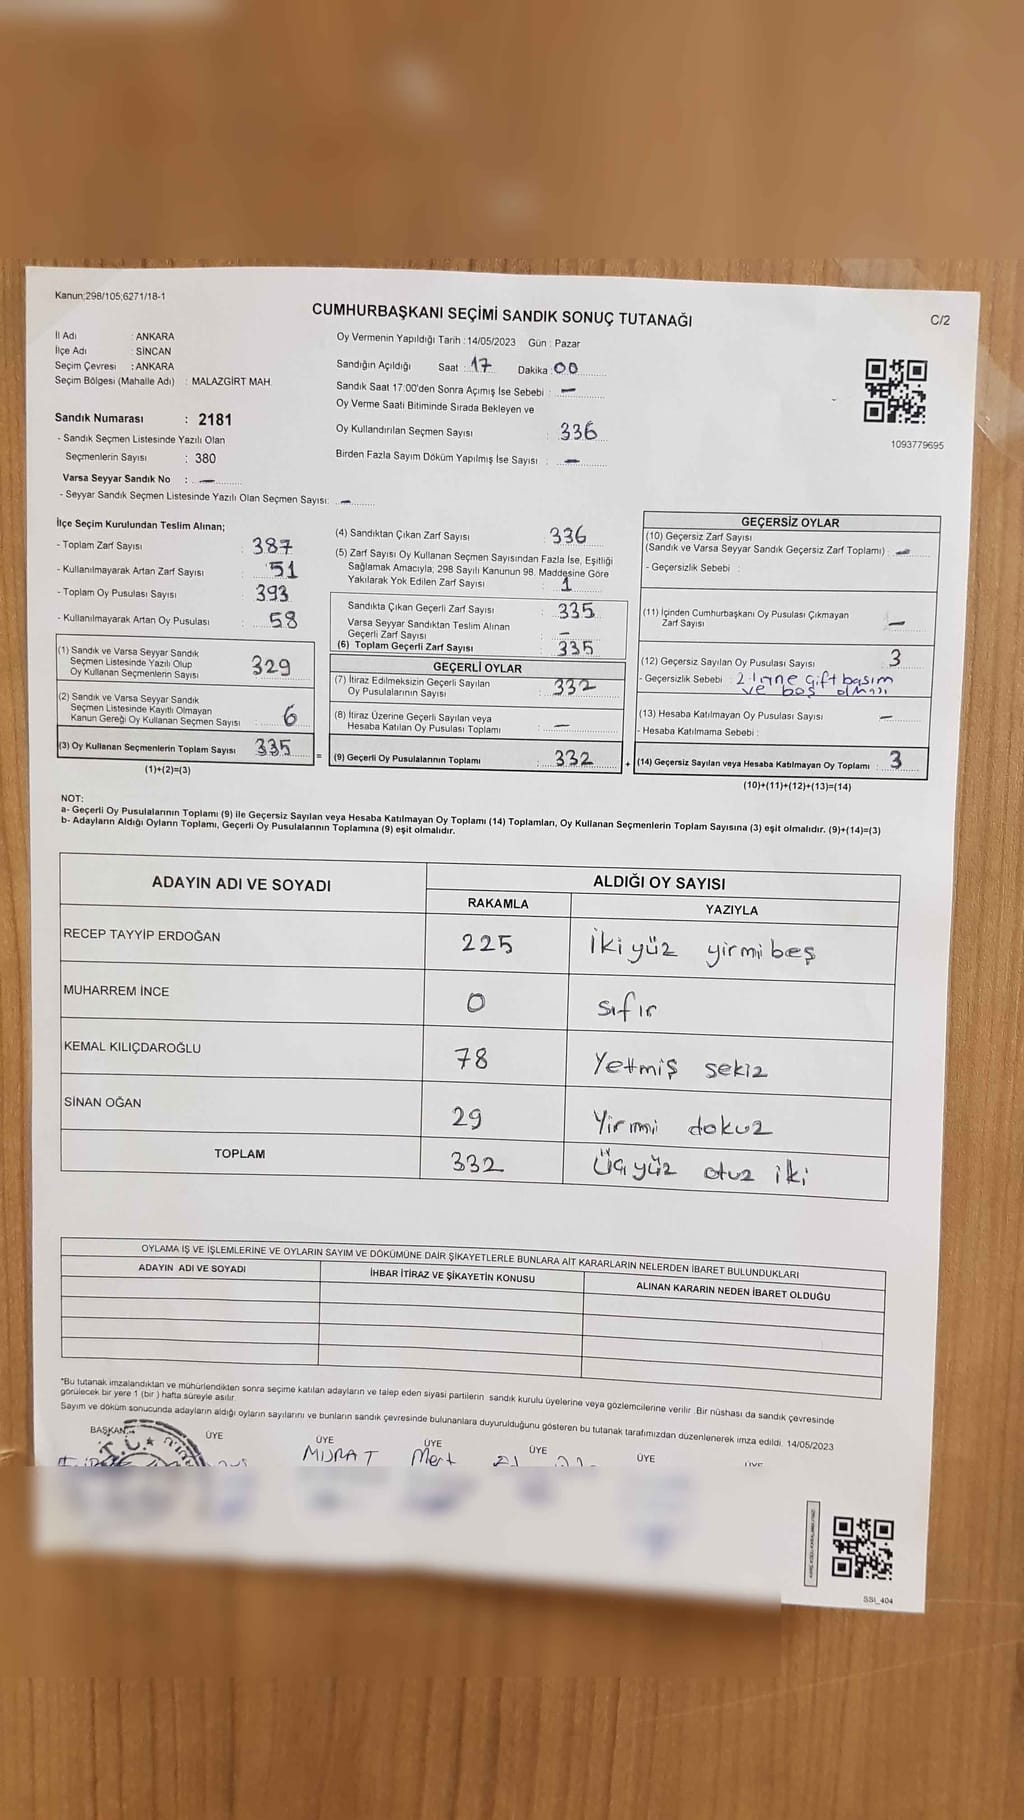 Kanun;298/105;6271/18-1
CUMHURBAŞKANI SEÇİMİ SANDIK SONUÇ TUTANAĞI
C/2
İl Adı : ANKARA
İlçe Adı : SİNCAN
Seçim Çevresi : ANKARA
Seçim Bölgesi (Mahalle Adı) : MALAZGİRT MAH.
Oy Vermenin Yapıldığı Tarih :14/05/2023 Gün : Pazar
Sandığın Açıldığı Saat : 17 Dakika : 00
Sandık Saat 17:00'den Sonra Açımış İse Sebebi : —
Oy Verme Saati Bitiminde Sırada Bekleyen ve
Oy Kullandırılan Seçmen Sayısı : 336
Birden Fazla Sayım Döküm Yapılmış İse Sayısı : —
1093779695
Sandık Numarası : 2181
- Sandık Seçmen Listesinde Yazılı Olan
Seçmenlerin Sayısı : 380
Varsa Seyyar Sandık No : —
- Seyyar Sandık Seçmen Listesinde Yazılı Olan Seçmen Sayısı: —
İlçe Seçim Kurulundan Teslim Alınan;
- Toplam Zarf Sayısı : 387
- Kullanılmayarak Artan Zarf Sayısı : 51
- Toplam Oy Pusulası Sayısı : 393
- Kullanılmayarak Artan Oy Pusulası : 58
(1) Sandık ve Varsa Seyyar Sandık
Seçmen Listesinde Yazılı Olup
Oy Kullanan Seçmenlerin Sayısı : 329
(2) Sandık ve Varsa Seyyar Sandık
Seçmen Listesinde Kayıtlı Olmayan
Kanun Gereği Oy Kullanan Seçmen Sayısı : 6
(3) Oy Kullanan Seçmenlerin Toplam Sayısı : 335
(1)+(2)=(3)
(4) Sandıktan Çıkan Zarf Sayısı : 336
(5) Zarf Sayısı Oy Kullanan Seçmen Sayısından Fazla İse, Eşitliği
Sağlamak Amacıyla, 298 Sayılı Kanunun 98. Maddesine Göre
Yakılarak Yok Edilen Zarf Sayısı : 1
Sandıkta Çıkan Geçerli Zarf Sayısı : 335
Varsa Seyyar Sandıktan Teslim Alınan
Geçerli Zarf Sayısı : —
(6) Toplam Geçerli Zarf Sayısı : 335
GEÇERLİ OYLAR
(7) İtiraz Edilmeksizin Geçerli Sayılan
Oy Pusulalarının Sayısı : 332
(8) İtiraz Üzerine Geçerli Sayılan veya
Hesaba Katılan Oy Pusulası Toplamı : —
= (9) Geçerli Oy Pusulalarının Toplamı : 332
GEÇERSİZ OYLAR
(10) Geçersiz Zarf Sayısı
(Sandık ve Varsa Seyyar Sandık Geçersiz Zarf Toplamı) : —
- Geçersizlik Sebebi :
(11) İçinden Cumhurbaşkanı Oy Pusulası Çıkmayan
Zarf Sayısı : —
(12) Geçersiz Sayılan Oy Pusulası Sayısı : 3
- Geçersizlik Sebebi : 2 tane çift basım
ve boş olması
(13) Hesaba Katılmayan Oy Pusulası Sayısı : —
- Hesaba Katılmama Sebebi :
+ (14) Geçersiz Sayılan veya Hesaba Katılmayan Oy Toplamı : 3
(10)+(11)+(12)+(13)=(14)
NOT:
a- Geçerli Oy Pusulalarının Toplamı (9) ile Geçersiz Sayılan veya Hesaba Katılmayan Oy Toplamı (14) Toplamları, Oy Kullanan Seçmenlerin Toplam Sayısına (3) eşit olmalıdır. (9)+(14)=(3)
b- Adayların Aldığı Oyların Toplamı, Geçerli Oy Pusulalarının Toplamına (9) eşit olmalıdır.
ADAYIN ADI VE SOYADI
ALDIĞI OY SAYISI
RAKAMLA YAZIYLA
RECEP TAYYİP ERDOĞAN 225 İkiyüz yirmi beş
MUHARREM İNCE 0 sıfır
KEMAL KILIÇDAROĞLU 78 Yetmiş sekiz
SİNAN OĞAN 29 Yirmi dokuz
TOPLAM 332 Üçyüz otuz iki
OYLAMA İŞ VE İŞLEMLERİNE VE OYLARIN SAYIM VE DÖKÜMÜNE DAİR ŞİKAYETLERLE BUNLARA AİT KARARLARIN NELERDEN İBARET BULUNDUKLARI
ADAYIN ADI VE SOYADI İHBAR İTİRAZ VE ŞİKAYETİN KONUSU ALINAN KARARIN NEDEN İBARET OLDUĞU
*Bu tutanak imzalandıktan ve mühürlendikten sonra seçime katılan adayların ve talep eden siyasi partilerin sandık kurulu üyelerine veya gözlemcilerine verilir .Bir nüshası da sandık çevresinde
görülecek bir yere 1 (bir ) hafta süreyle asılır.
Sayım ve döküm sonucunda adayların aldığı oyların sayılarını ve bunların sandık çevresinde bulunanlara duyurulduğunu gösteren bu tutanak tarafımızdan düzenlenerek imza edildi. 14/05/2023
BAŞKAN ÜYE ÜYE ÜYE ÜYE ÜYE ÜYE
T.C.
MURAT Mert
SSI_404